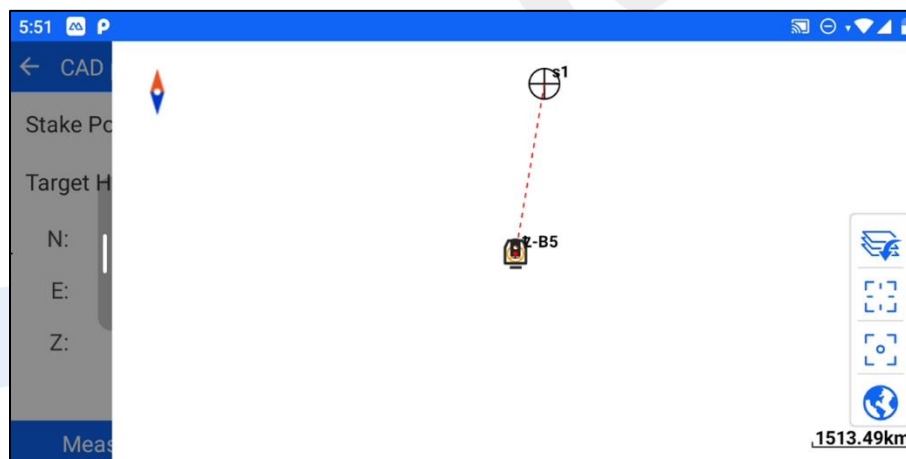 5:51
CAD
s1
Stake Po
Target H
N:
-B5
E:
Z:
Meas
1513.49km